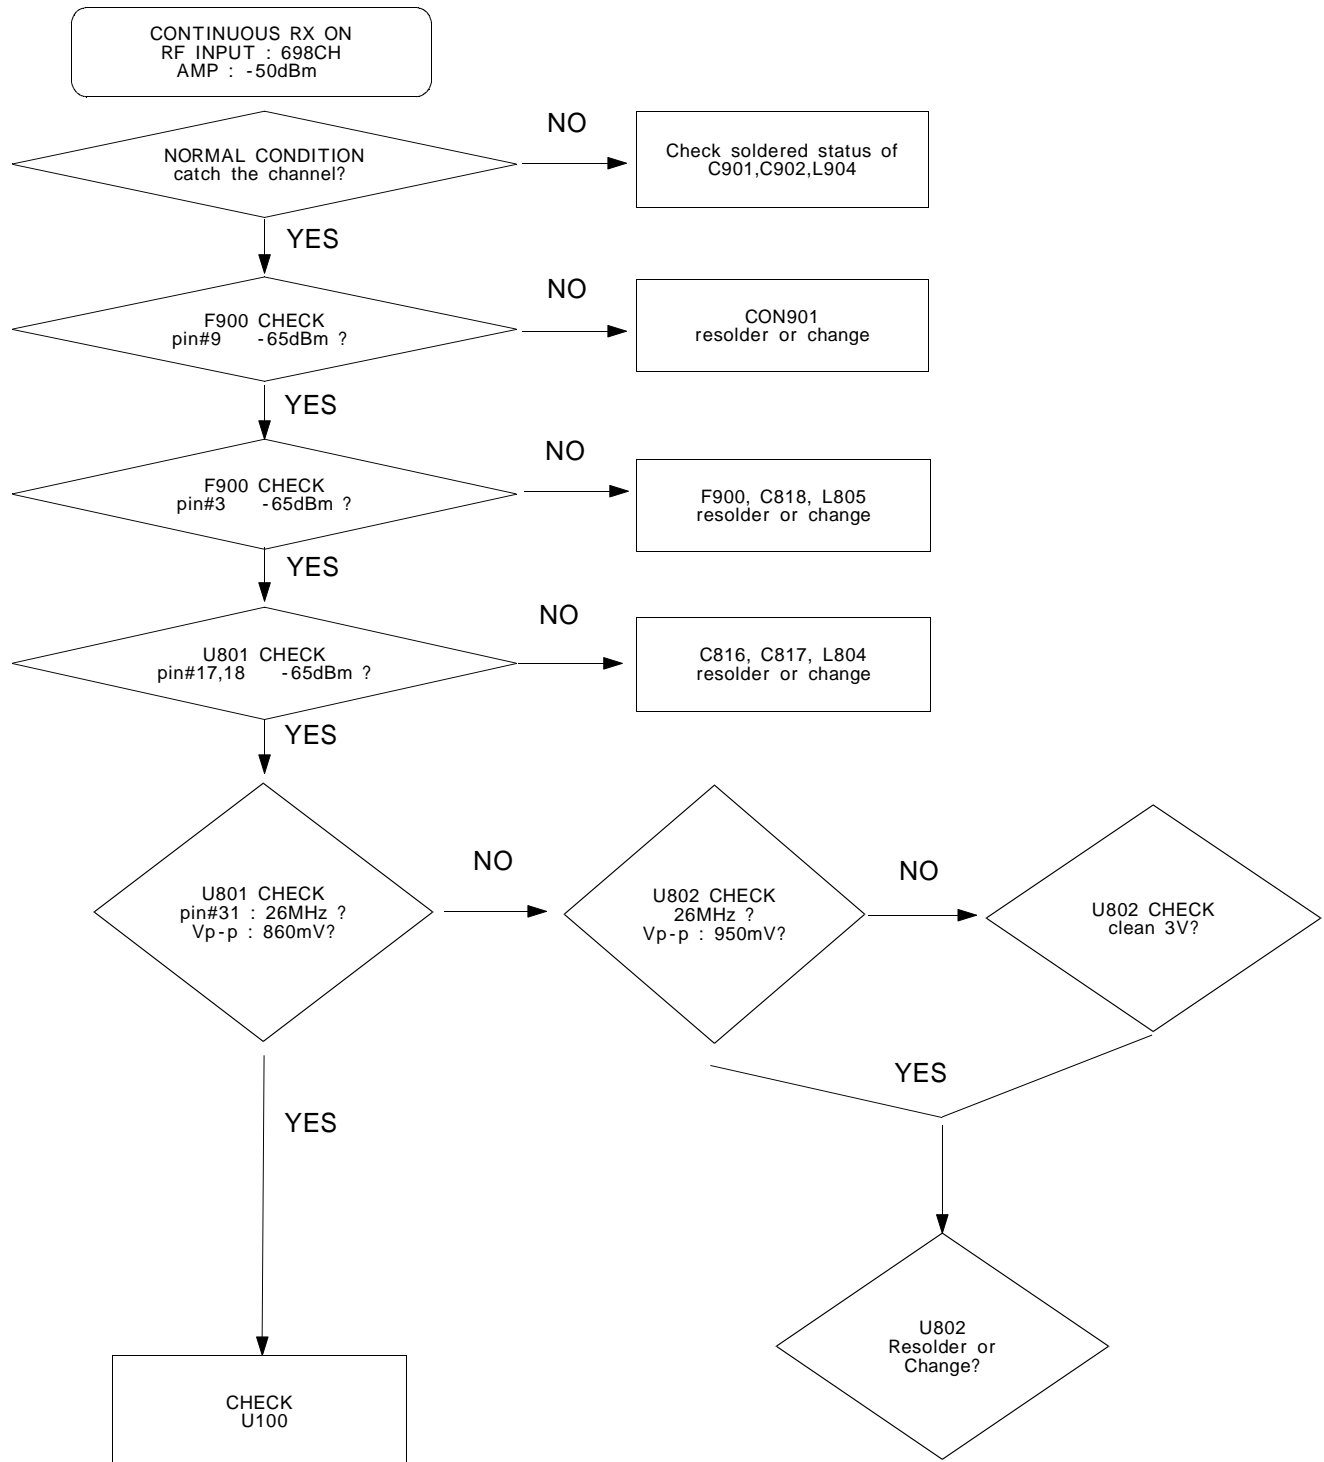 CONTINUOUS RX ON
RF INPUT : 698CH
AMP : -50dBm
NORMAL CONDITION
catch the channel?
NO
Check soldered status of
C901,C902,L904
YES
F900 CHECK
pin#9 -65dBm ?
NO
CON901
resolder or change
YES
F900 CHECK
pin#3 -65dBm ?
NO
F900, C818, L805
resolder or change
YES
U801 CHECK
pin#17,18 -65dBm ?
NO
C816, C817, L804
resolder or change
YES
U801 CHECK
pin#31 : 26MHz ?
Vp-p : 860mV?
NO
U802 CHECK
26MHz ?
Vp-p : 950mV?
NO
U802 CHECK
clean 3V?
YES
YES
U802
Resolder or
Change?
CHECK
U100